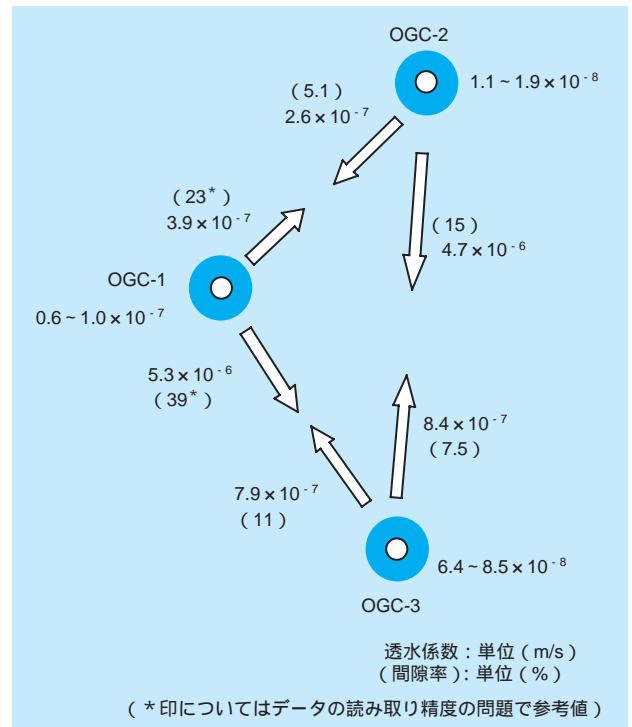 OGC-2
1.1~1.9×10⁻⁸
(5.1)
2.6×10⁻⁷
(23*)
3.9×10⁻⁷
(15)
4.7×10⁻⁶
OGC-1
0.6~1.0×10⁻⁷
5.3×10⁻⁶
(39*)
8.4×10⁻⁷
(7.5)
7.9×10⁻⁷
(11)
6.4~8.5×10⁻⁸
OGC-3
透水係数:単位(m/s)
(間隙率):単位(%)
(*印についてはデータの読み取り精度の問題で参考値)